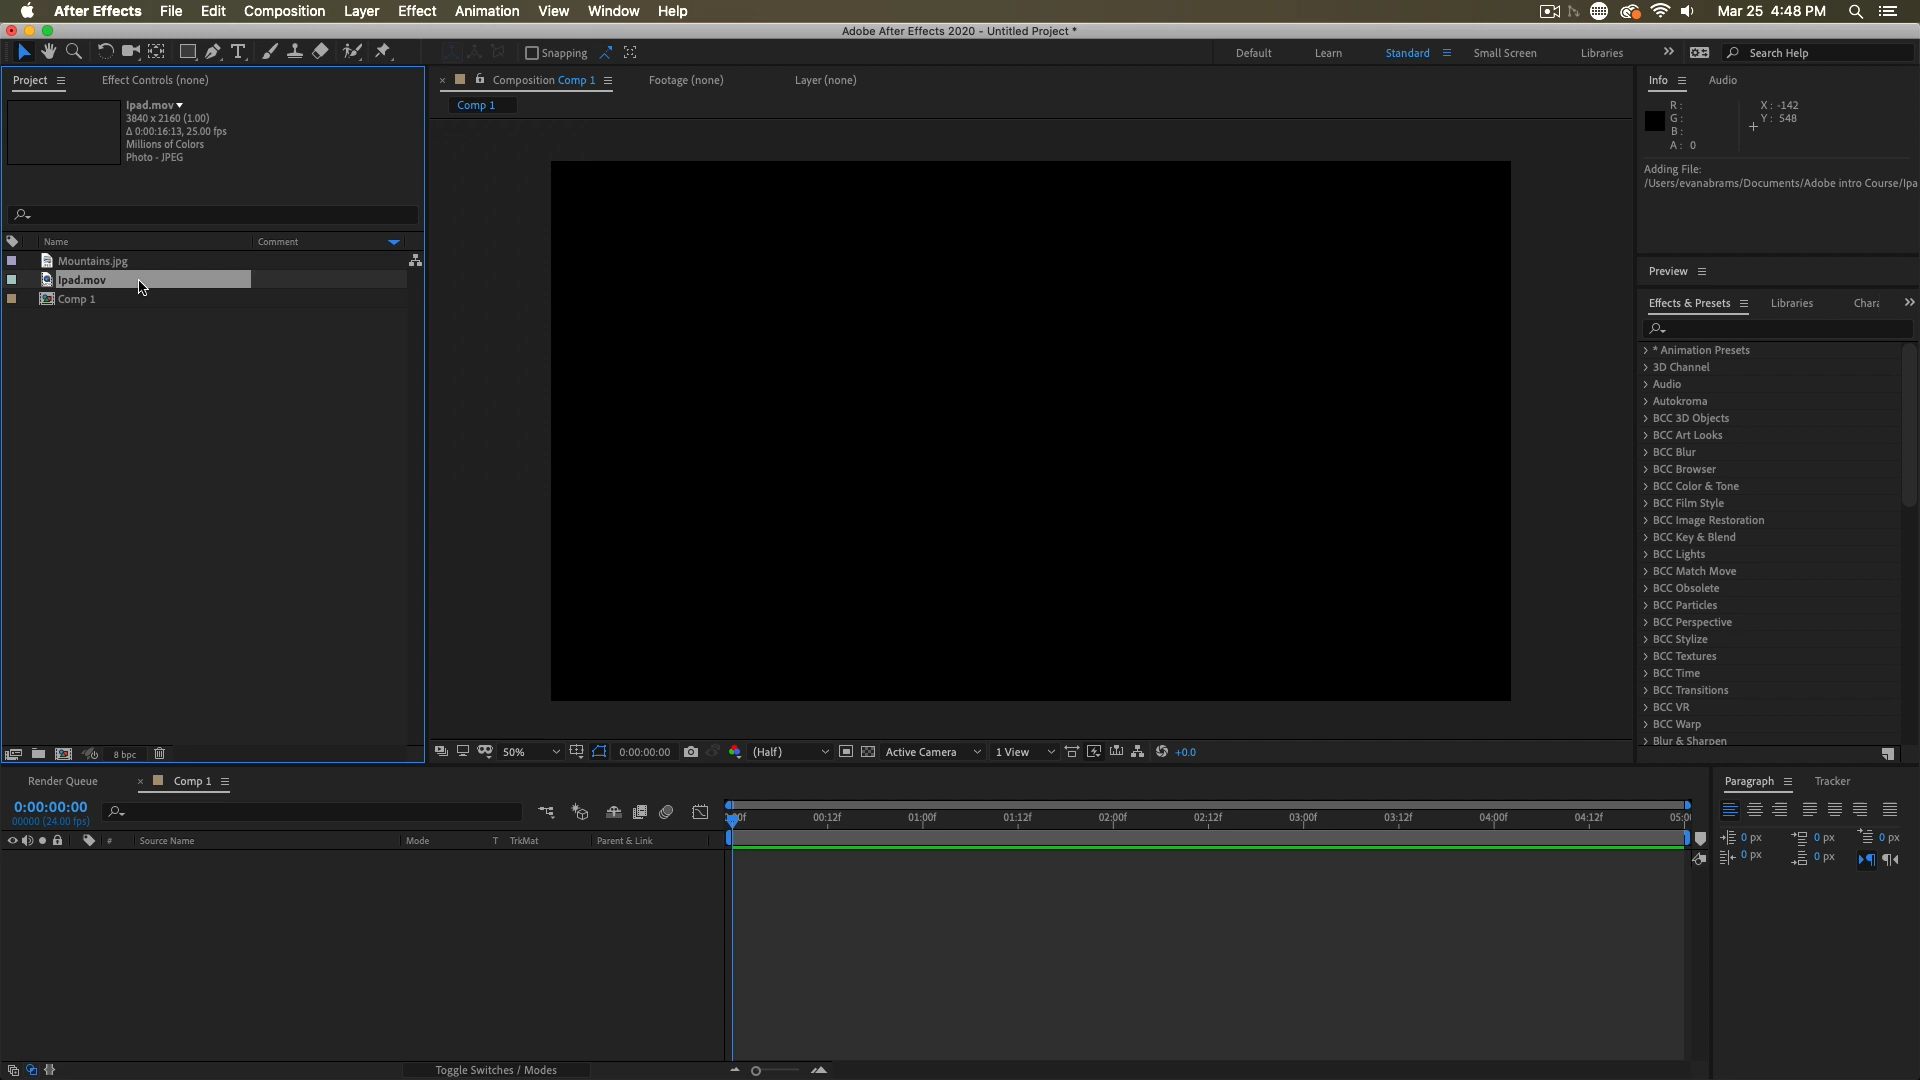 After Effects File Edit Composition Layer Effect Animation View Window Help Mar 25 4:48 PM
Adobe After Effects 2020 - Untitled Project *
Snapping Default Learn Standard Small Screen Libraries Search Help
Project Effect Controls (none) Composition Comp 1 Footage (none) Layer (none) Info Audio
Comp 1
Ipad.mov
3840 x 2160 (1.00)
Δ 0:00:16:13, 25.00 fps
Millions of Colors
Photo - JPEG
R: X: -142
G: Y: 548
B:
A: 0
Adding File:
/Users/evanabrams/Documents/Adobe intro Course/Ipa
Name Comment
Mountains.jpg
Ipad.mov
Comp 1
Preview
Effects & Presets Libraries Chara
* Animation Presets
3D Channel
Audio
Autokroma
BCC 3D Objects
BCC Art Looks
BCC Blur
BCC Browser
BCC Color & Tone
BCC Film Style
BCC Image Restoration
BCC Key & Blend
BCC Lights
BCC Match Move
BCC Obsolete
BCC Particles
BCC Perspective
BCC Stylize
BCC Textures
BCC Time
BCC Transitions
BCC VR
BCC Warp
Blur & Sharpen
8 bpc 50% 0:00:00:00 (Half) Active Camera 1 View +0.0
Render Queue Comp 1 Paragraph Tracker
0:00:00:00
00000 (24.00 fps)
00f 00:12f 01:00f 01:12f 02:00f 02:12f 03:00f 03:12f 04:00f 04:12f 05:0
# Source Name Mode T TrkMat Parent & Link
0 px 0 px 0 px
0 px 0 px
Toggle Switches / Modes